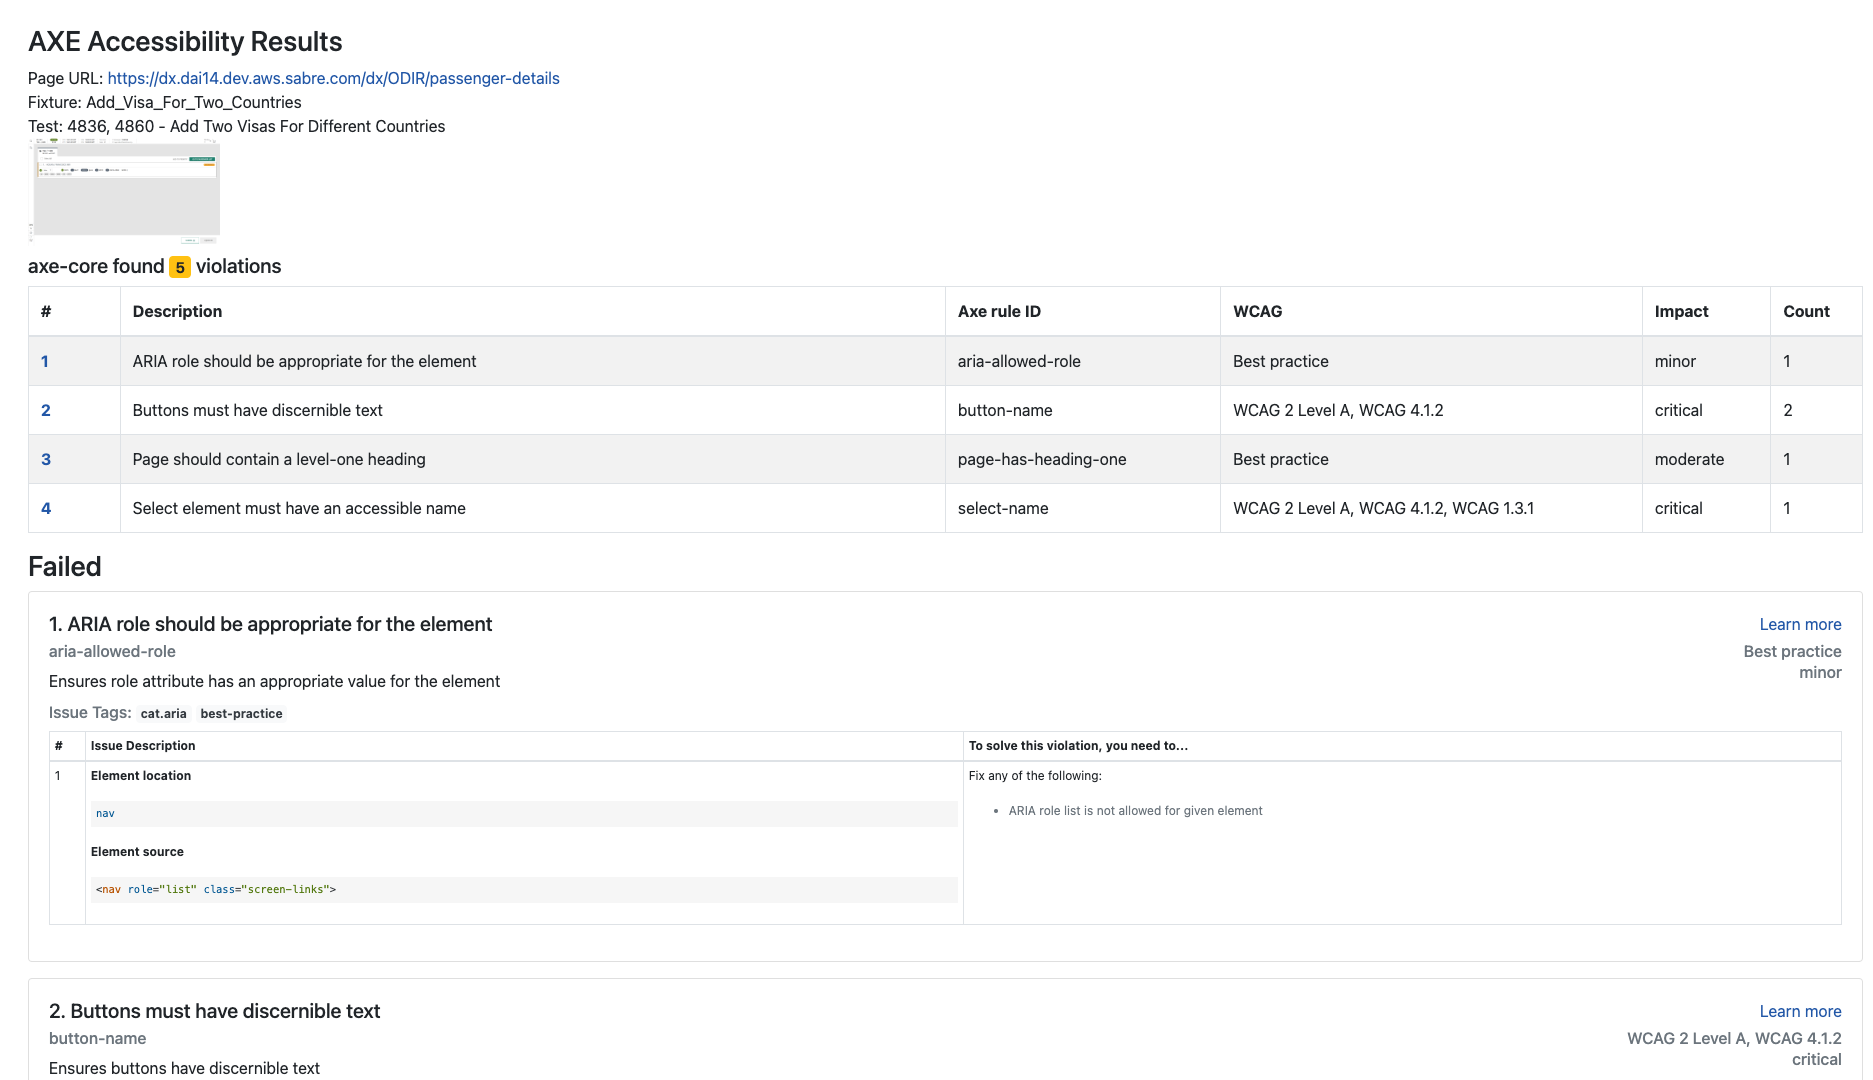 AXE Accessibility Results
Page URL: https://dx.dai14.dev.aws.sabre.com/dx/ODIR/passenger-details
Fixture: Add_Visa_For_Two_Countries
Test: 4836, 4860 - Add Two Visas For Different Countries
axe-core found 5 violations
# Description Axe rule ID WCAG Impact Count
1 ARIA role should be appropriate for the element aria-allowed-role Best practice minor 1
2 Buttons must have discernible text button-name WCAG 2 Level A, WCAG 4.1.2 critical 2
3 Page should contain a level-one heading page-has-heading-one Best practice moderate 1
4 Select element must have an accessible name select-name WCAG 2 Level A, WCAG 4.1.2, WCAG 1.3.1 critical 1
Failed
1. ARIA role should be appropriate for the element Learn more
aria-allowed-role Best practice
minor
Ensures role attribute has an appropriate value for the element
Issue Tags: cat.aria best-practice
# Issue Description To solve this violation, you need to...
1 Element location Fix any of the following:
nav • ARIA role list is not allowed for given element
Element source
<nav role="list" class="screen-links">
2. Buttons must have discernible text Learn more
button-name WCAG 2 Level A, WCAG 4.1.2
critical
Ensures buttons have discernible text